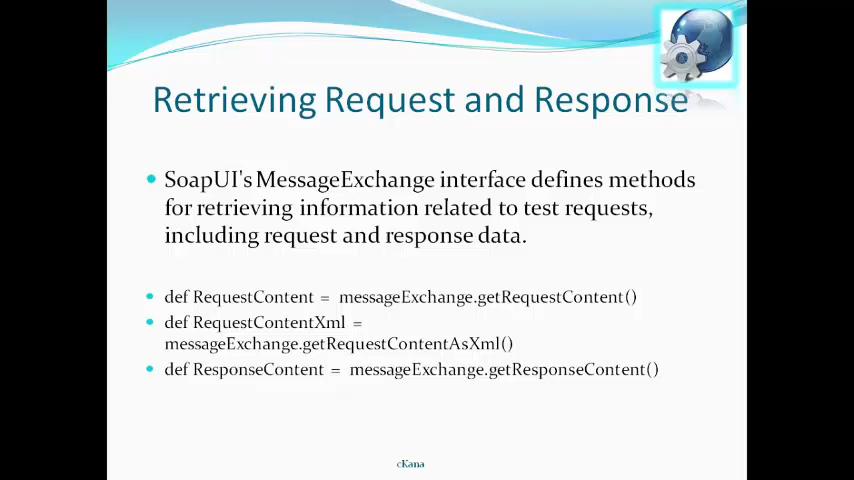 Retrieving Request and Response
• SoapUI's MessageExchange interface defines methods
for retrieving information related to test requests,
including request and response data.
• def RequestContent = messageExchange.getRequestContent()
• def RequestContentXml =
messageExchange.getRequestContentAsXml()
• def ResponseContent = messageExchange.getResponseContent()
cKana